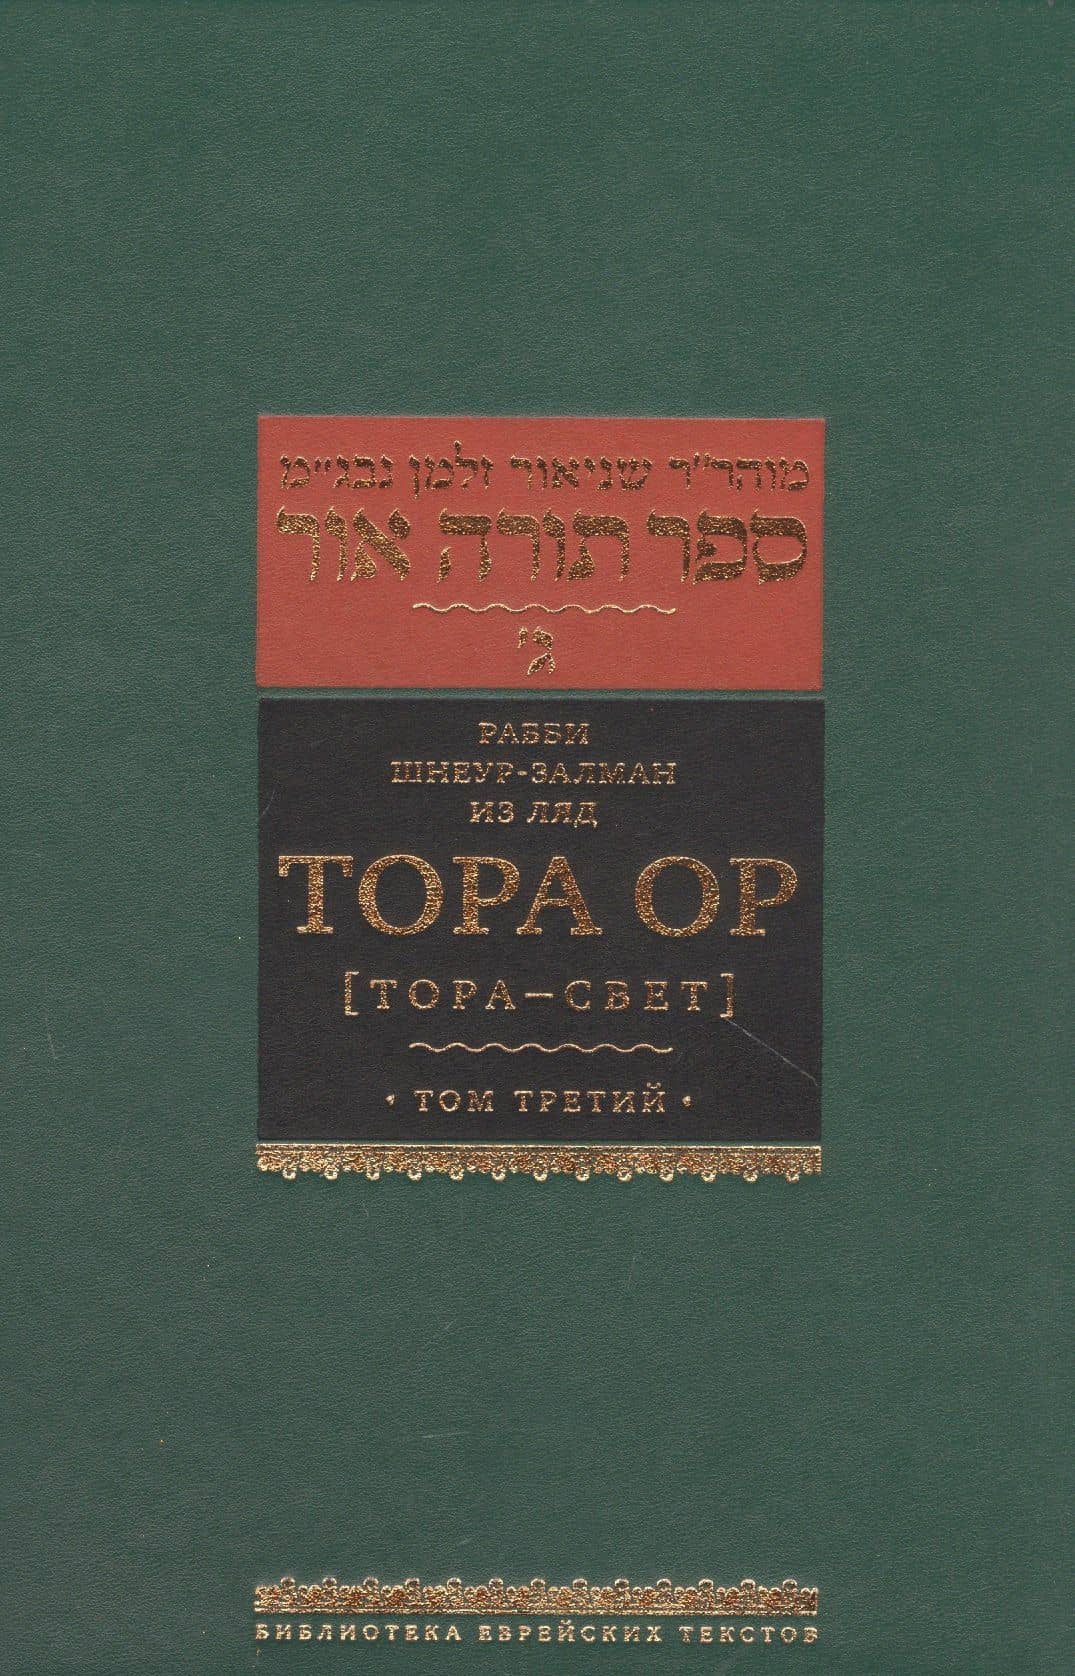 מוהר״ר שניאור זלמן נבג״מ
ספר תורה אור
ג׳
РАББИ
ШНЕУР-ЗАЛМАН
ИЗ ЛЯД
ТОРА ОР
[ТОРА—СВЕТ]
· ТОМ ТРЕТИЙ ·
БИБЛИОТЕКА ЕВРЕЙСКИХ ТЕКСТОВ